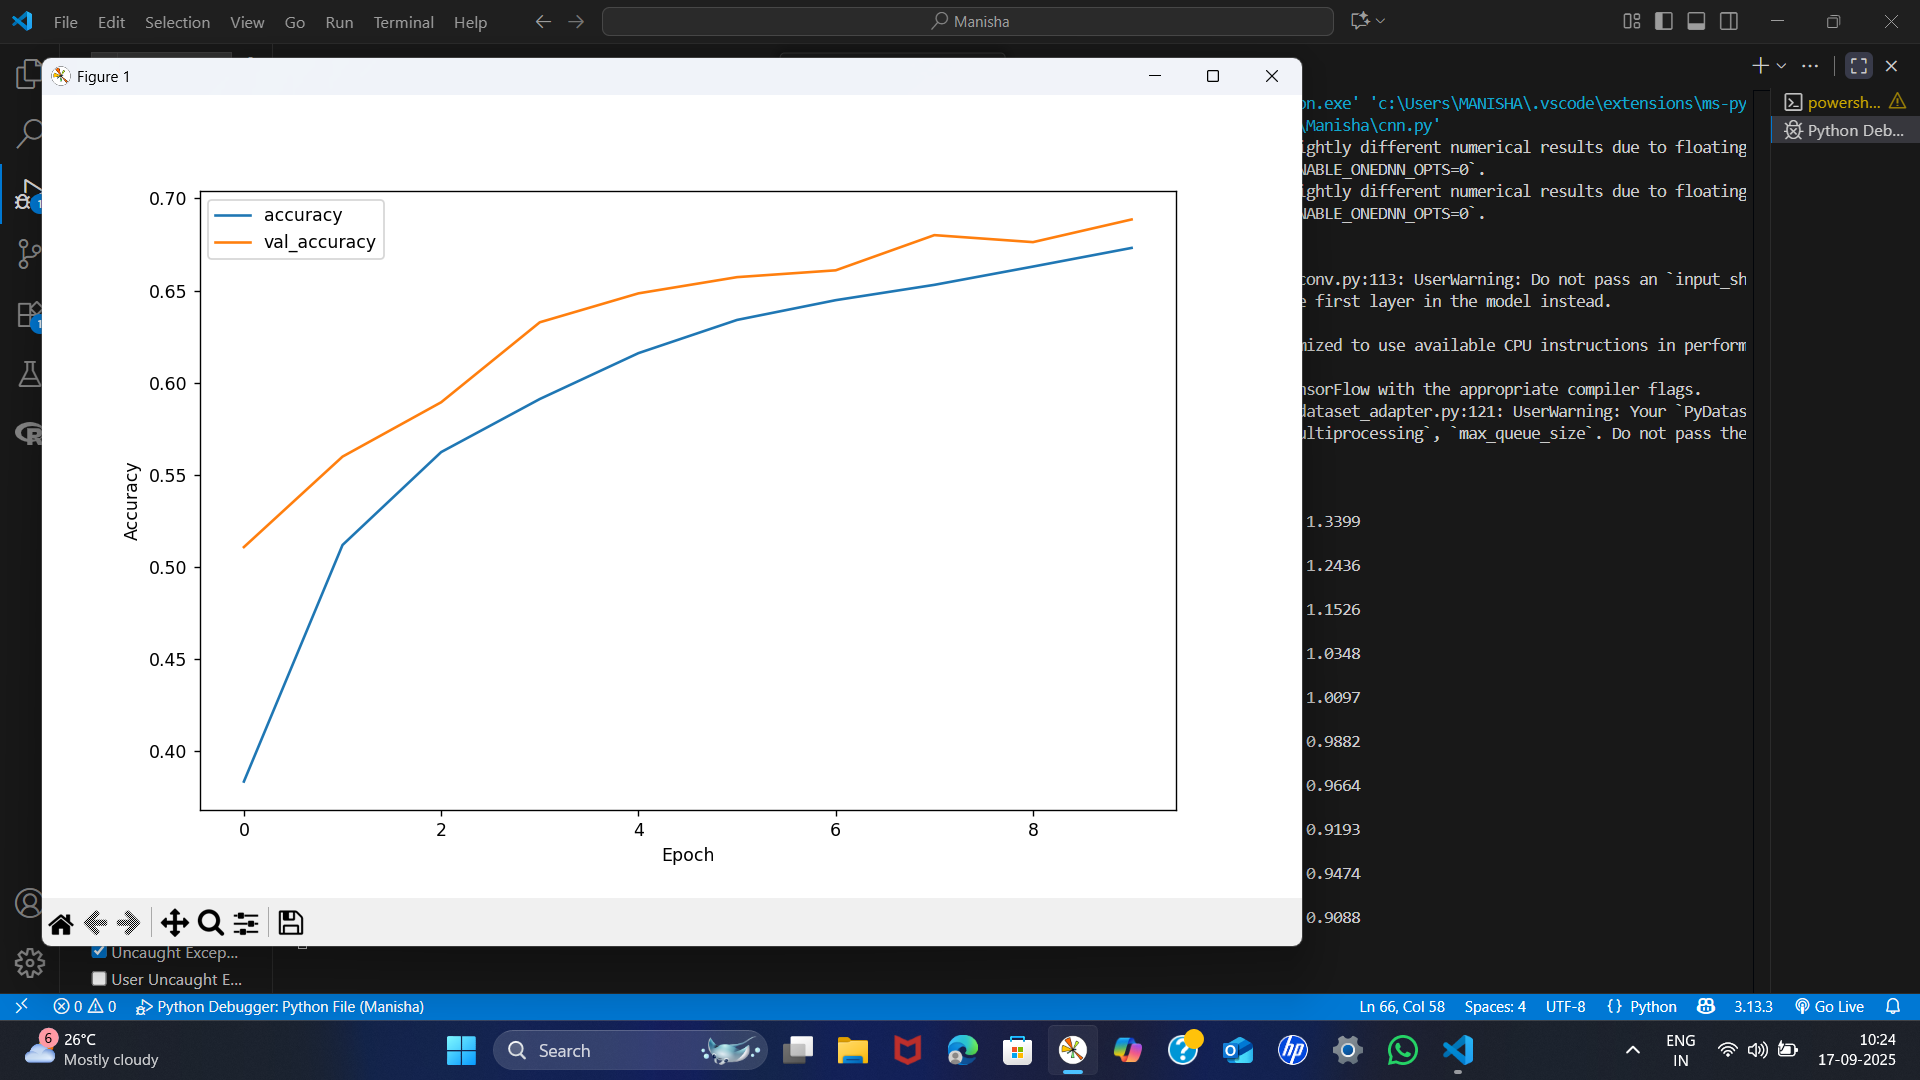 File Edit Selection View Go Run Terminal Help
Manisha
Figure 1
on.exe' 'c:\Users\MANISHA\.vscode\extensions\ms-py
\Manisha\cnn.py'
ightly different numerical results due to floating
NABLE_ONEDNN_OPTS=0`.
ightly different numerical results due to floating
NABLE_ONEDNN_OPTS=0`.
conv.py:113: UserWarning: Do not pass an `input_sh
e first layer in the model instead.
mized to use available CPU instructions in perform
nsorFlow with the appropriate compiler flags.
dataset_adapter.py:121: UserWarning: Your `PyDatas
ultiprocessing`, `max_queue_size`. Do not pass the
1.3399
1.2436
1.1526
1.0348
1.0097
0.9882
0.9664
0.9193
0.9474
0.9088
powersh...
Python Deb...
accuracy
val_accuracy
0.70
0.65
0.60
0.55
0.50
0.45
0.40
Accuracy
0 2 4 6 8
Epoch
1
1
Uncaught Excep...
User Uncaught E...
0 0 Python Debugger: Python File (Manisha)
Ln 66, Col 58 Spaces: 4 UTF-8 {} Python 3.13.3 Go Live
6
26°C
Mostly cloudy
Search
hp
ENG
IN
10:24
17-09-2025